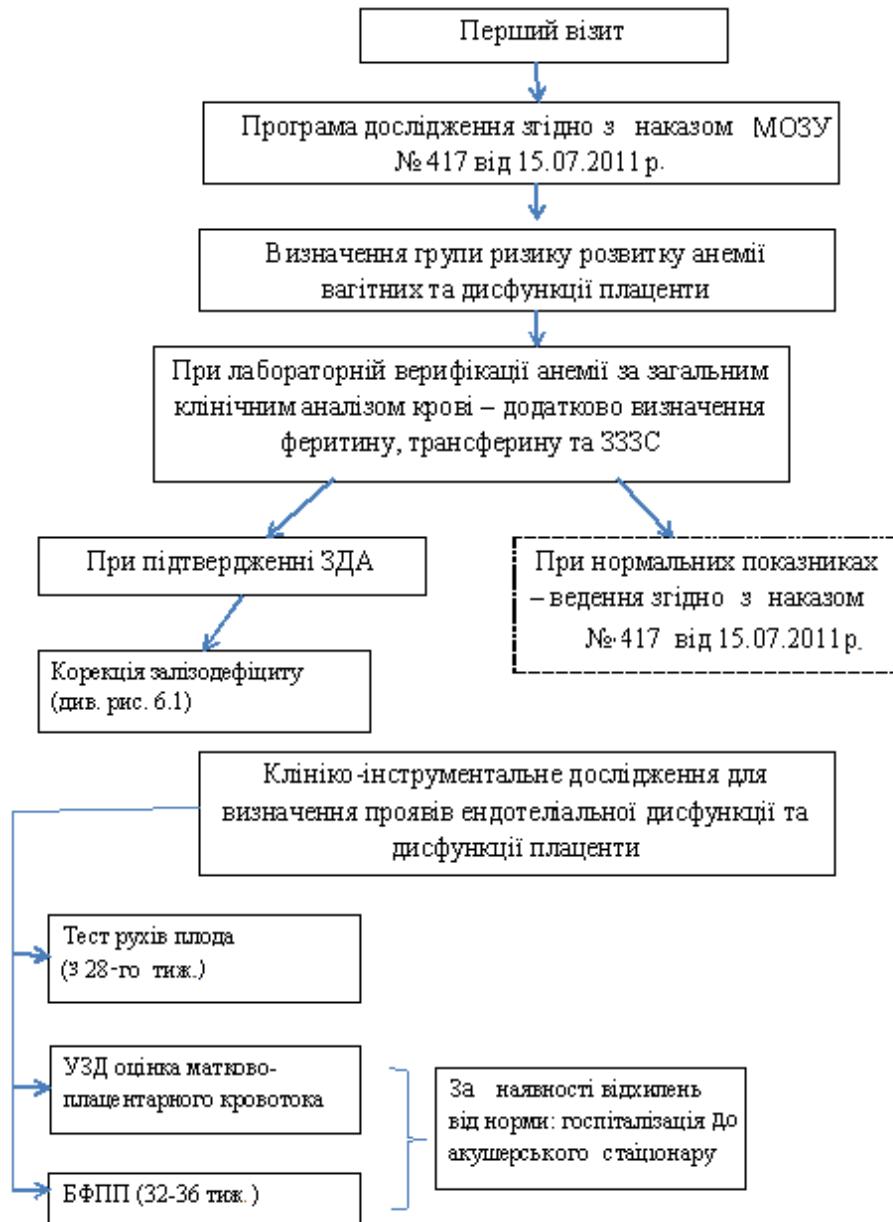 Перший візит
Програма дослідження згідно з наказом МОЗУ
№ 417 від 15.07.2011 р.
Визначення групи ризику розвитку анемії
вагітних та дисфункції плаценти
При лабораторній верифікації анемії за загальним
клінічним аналізом крові – додатково визначення
феритину, трансферину та ЗЗЗС
При підтвердженні ЗДА
При нормальних показниках
– ведення згідно з наказом
№ 417 від 15.07.2011 р.
Корекція залізодефіциту
(див. рис. 6.1)
Клініко-інструментальне дослідження для
визначення проявів ендотеліальної дисфункції та
дисфункції плаценти
Тест рухів плода
(з 28-го тиж.)
УЗД оцінка матково-
плацентарного кровотока
За наявності відхилень
від норми: госпіталізація До
акушерського стаціонару
БФПП (32-36 тиж.)